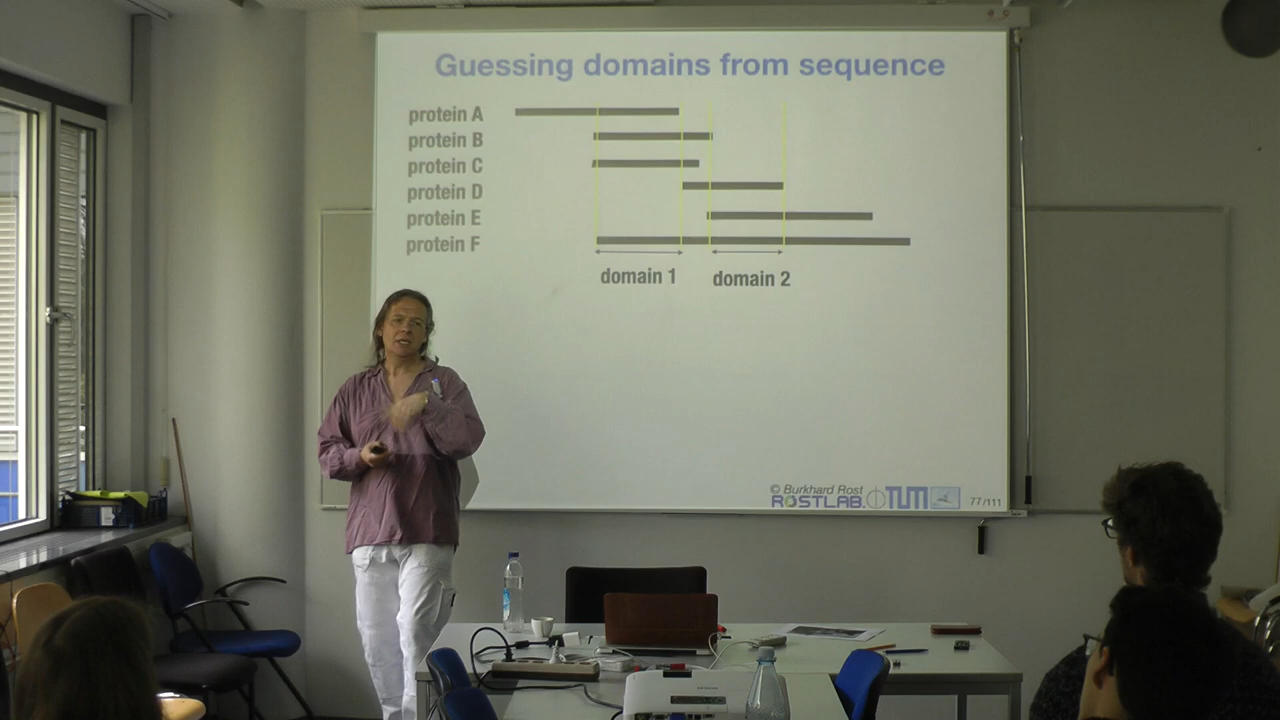 Guessing domains from sequence
protein A
protein B
protein C
protein D
protein E
protein F
domain 1 domain 2
© Burkhard Rost
ROSTLAB. TUM 77/111